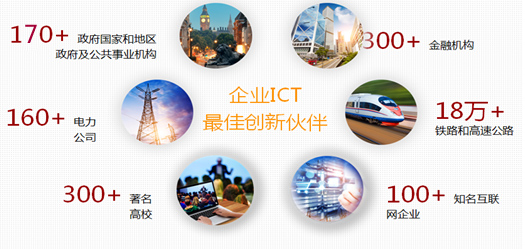 170+ 政府国家和地区
政府及公共事业机构
300+ 金融机构
企业ICT
最佳创新伙伴
160+ 电力
公司
18万+
铁路和高速公路
300+ 著名
高校
100+ 知名互联
网企业